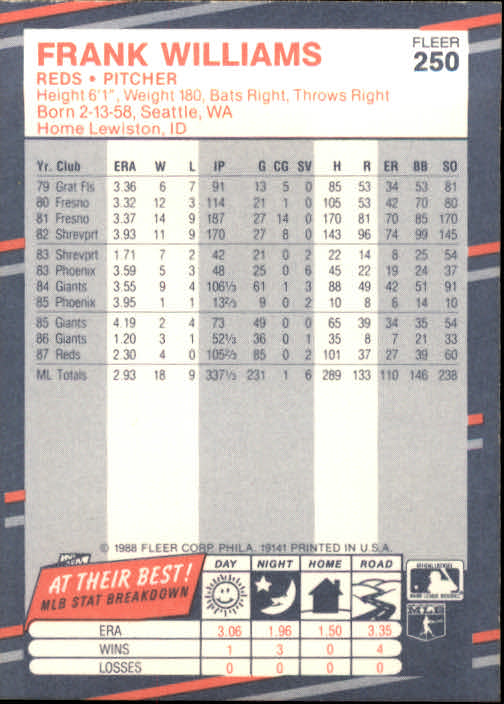 FRANK WILLIAMS
FLEER
250
REDS • PITCHER
Height 6'1", Weight 180, Bats Right, Throws Right
Born 2-13-58, Seattle, WA
Home Lewiston, ID
Yr. Club ERA W L IP G CG SV H R ER BB SO
79 Grat Fls 3.36 6 7 91 13 5 0 85 53 34 53 81
80 Fresno 3.32 12 3 114 21 1 0 105 53 42 70 80
81 Fresno 3.37 14 9 187 27 14 0 170 81 70 85 170
82 Shrevprt 3.93 11 9 170 27 8 0 143 96 74 99 145
83 Shrevprt 1.71 7 2 42 21 0 2 22 14 8 25 54
83 Phoenix 3.59 5 3 48 25 0 6 45 22 19 24 37
84 Giants 3.55 9 4 106⅓ 61 1 3 88 49 42 51 91
85 Phoenix 3.95 1 1 13⅔ 9 0 2 10 8 6 14 10
85 Giants 4.19 2 4 73 49 0 0 65 39 34 35 54
86 Giants 1.20 3 1 52⅓ 36 0 1 35 8 7 21 33
87 Reds 2.30 4 0 105⅔ 85 0 2 101 37 27 39 60
ML Totals 2.93 18 9 337⅓ 231 1 6 289 133 110 146 238
© 1988 FLEER CORP. PHILA. 19141 PRINTED IN U.S.A.
AT THEIR BEST!
MLB STAT BREAKDOWN
DAY NIGHT HOME ROAD
ERA 3.06 1.96 1.50 3.35
WINS 1 3 0 4
LOSSES 0 0 0 0